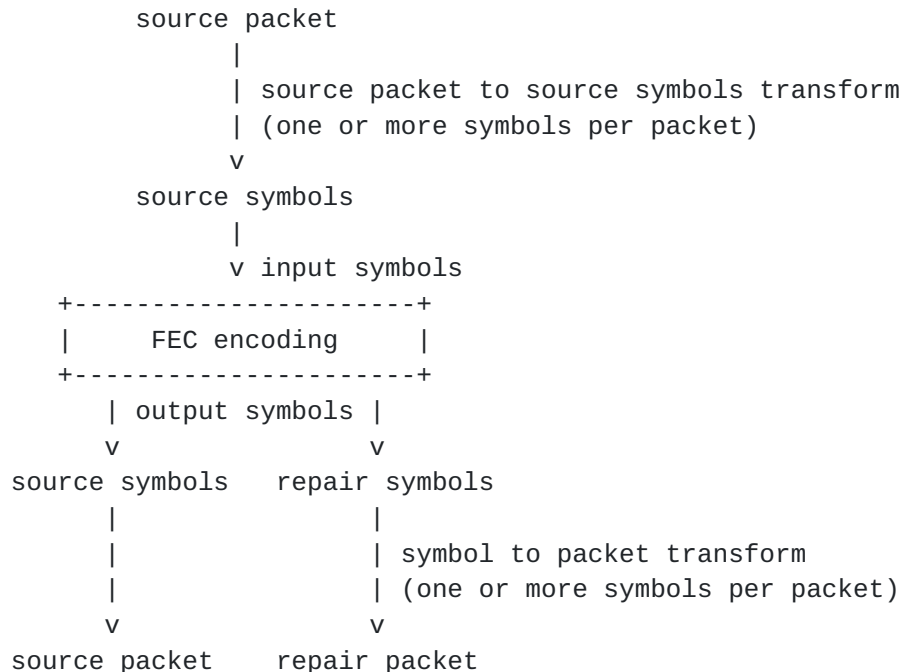 source packet
|
| source packet to source symbols transform
| (one or more symbols per packet)
v
source symbols
|
v input symbols
+----------------------+
|     FEC encoding     |
+----------------------+
| output symbols |
v                v
source symbols   repair symbols
|                |
|                | symbol to packet transform
|                | (one or more symbols per packet)
v                v
source packet    repair packet